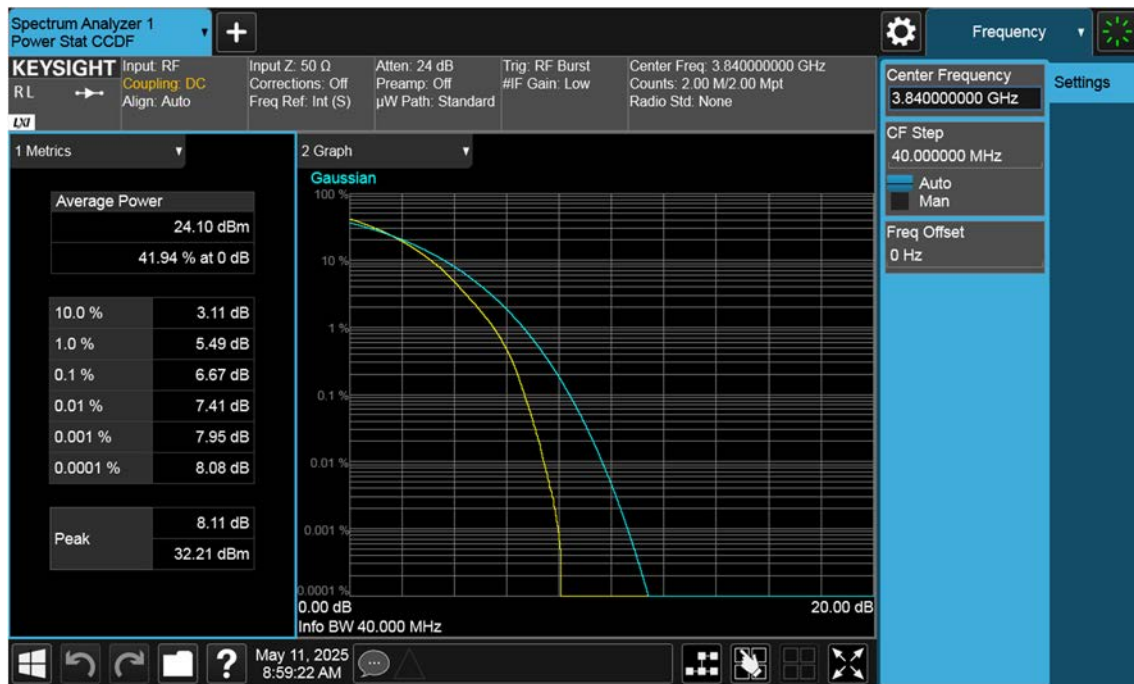 Spectrum Analyzer 1
Power Stat CCDF
Frequency
KEYSIGHT
R L
LXI
Input: RF
Coupling: DC
Align: Auto
Input Z: 50 Ω
Corrections: Off
Freq Ref: Int (S)
Atten: 24 dB
Preamp: Off
µW Path: Standard
Trig: RF Burst
#IF Gain: Low
Center Freq: 3.840000000 GHz
Counts: 2.00 M/2.00 Mpt
Radio Std: None
Center Frequency
3.840000000 GHz
Settings
CF Step
40.000000 MHz
Auto
Man
Freq Offset
0 Hz
1 Metrics
Average Power
24.10 dBm
41.94 % at 0 dB
10.0 % 3.11 dB
1.0 % 5.49 dB
0.1 % 6.67 dB
0.01 % 7.41 dB
0.001 % 7.95 dB
0.0001 % 8.08 dB
Peak
8.11 dB
32.21 dBm
2 Graph
Gaussian
100 %
10 %
1 %
0.1 %
0.01 %
0.001 %
0.0001 %
0.00 dB 20.00 dB
Info BW 40.000 MHz
?
May 11, 2025
8:59:22 AM